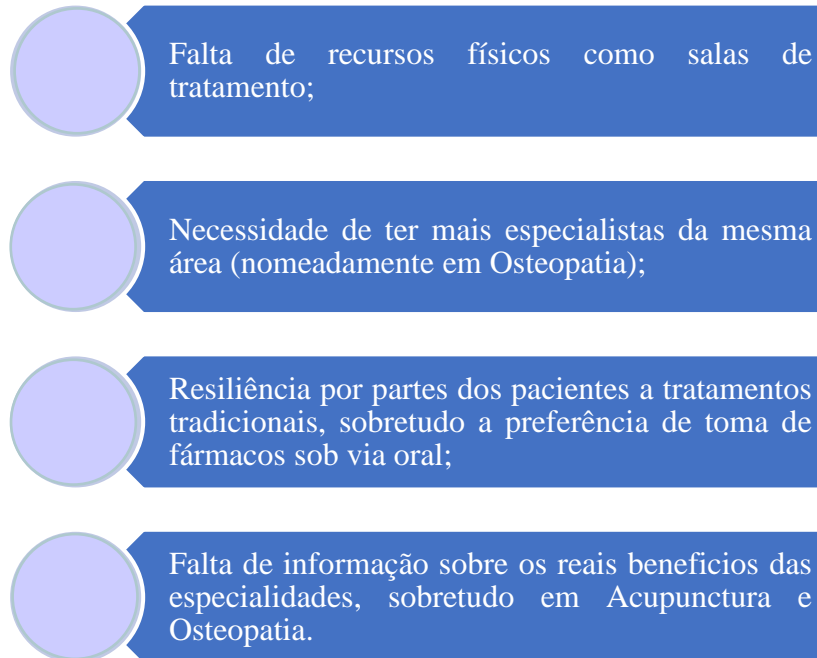 Falta de recursos físicos como salas de
tratamento;
Necessidade de ter mais especialistas da mesma
área (nomeadamente em Osteopatia);
Resiliência por partes dos pacientes a tratamentos
tradicionais, sobretudo a preferência de toma de
fármacos sob via oral;
Falta de informação sobre os reais beneficios das
especialidades, sobretudo em Acupunctura e
Osteopatia.